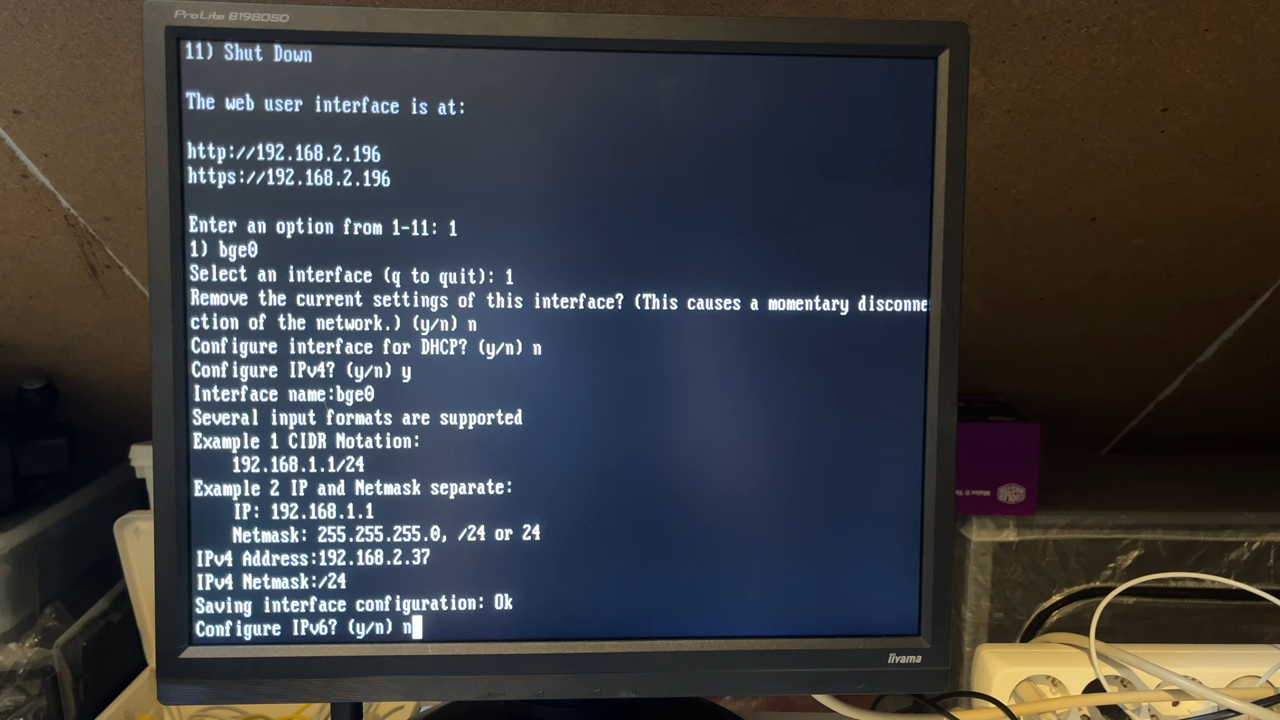 ProLite B1980SD
11) Shut Down
The web user interface is at:
http://192.168.2.196
https://192.168.2.196
Enter an option from 1-11: 1
1) bge0
Select an interface (q to quit): 1
Remove the current settings of this interface? (This causes a momentary disconne
ction of the network.) (y/n) n
Configure interface for DHCP? (y/n) n
Configure IPv4? (y/n) y
Interface name:bge0
Several input formats are supported
Example 1 CIDR Notation:
192.168.1.1/24
Example 2 IP and Netmask separate:
IP: 192.168.1.1
Netmask: 255.255.255.0, /24 or 24
IPv4 Address:192.168.2.37
IPv4 Netmask:/24
Saving interface configuration: Ok
Configure IPv6? (y/n) n
iiyama